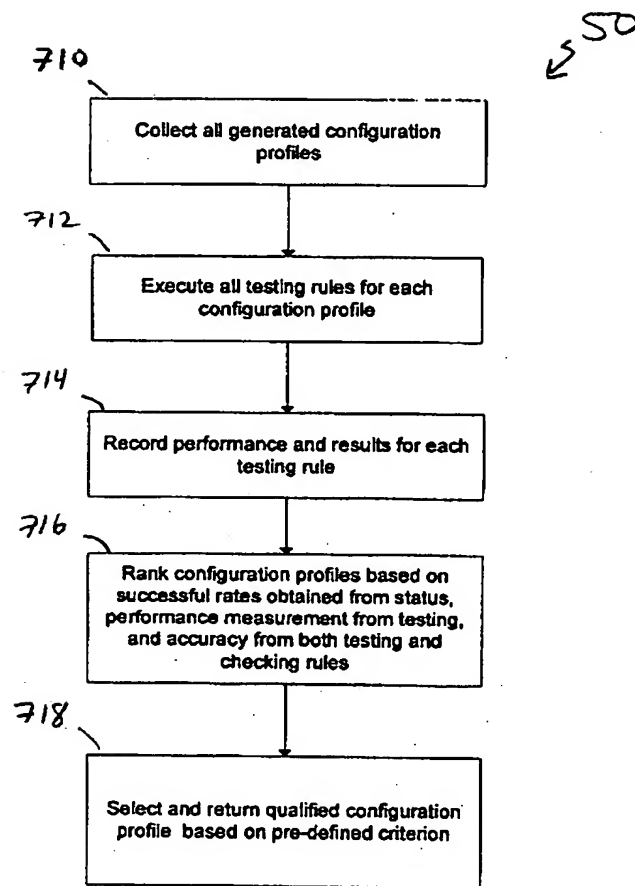 50
710
Collect all generated configuration
profiles
712
Execute all testing rules for each
configuration profile
714
Record performance and results for each
testing rule
716
Rank configuration profiles based on
successful rates obtained from status,
performance measurement from testing,
and accuracy from both testing and
checking rules
718
Select and return qualified configuration
profile based on pre-defined criterion